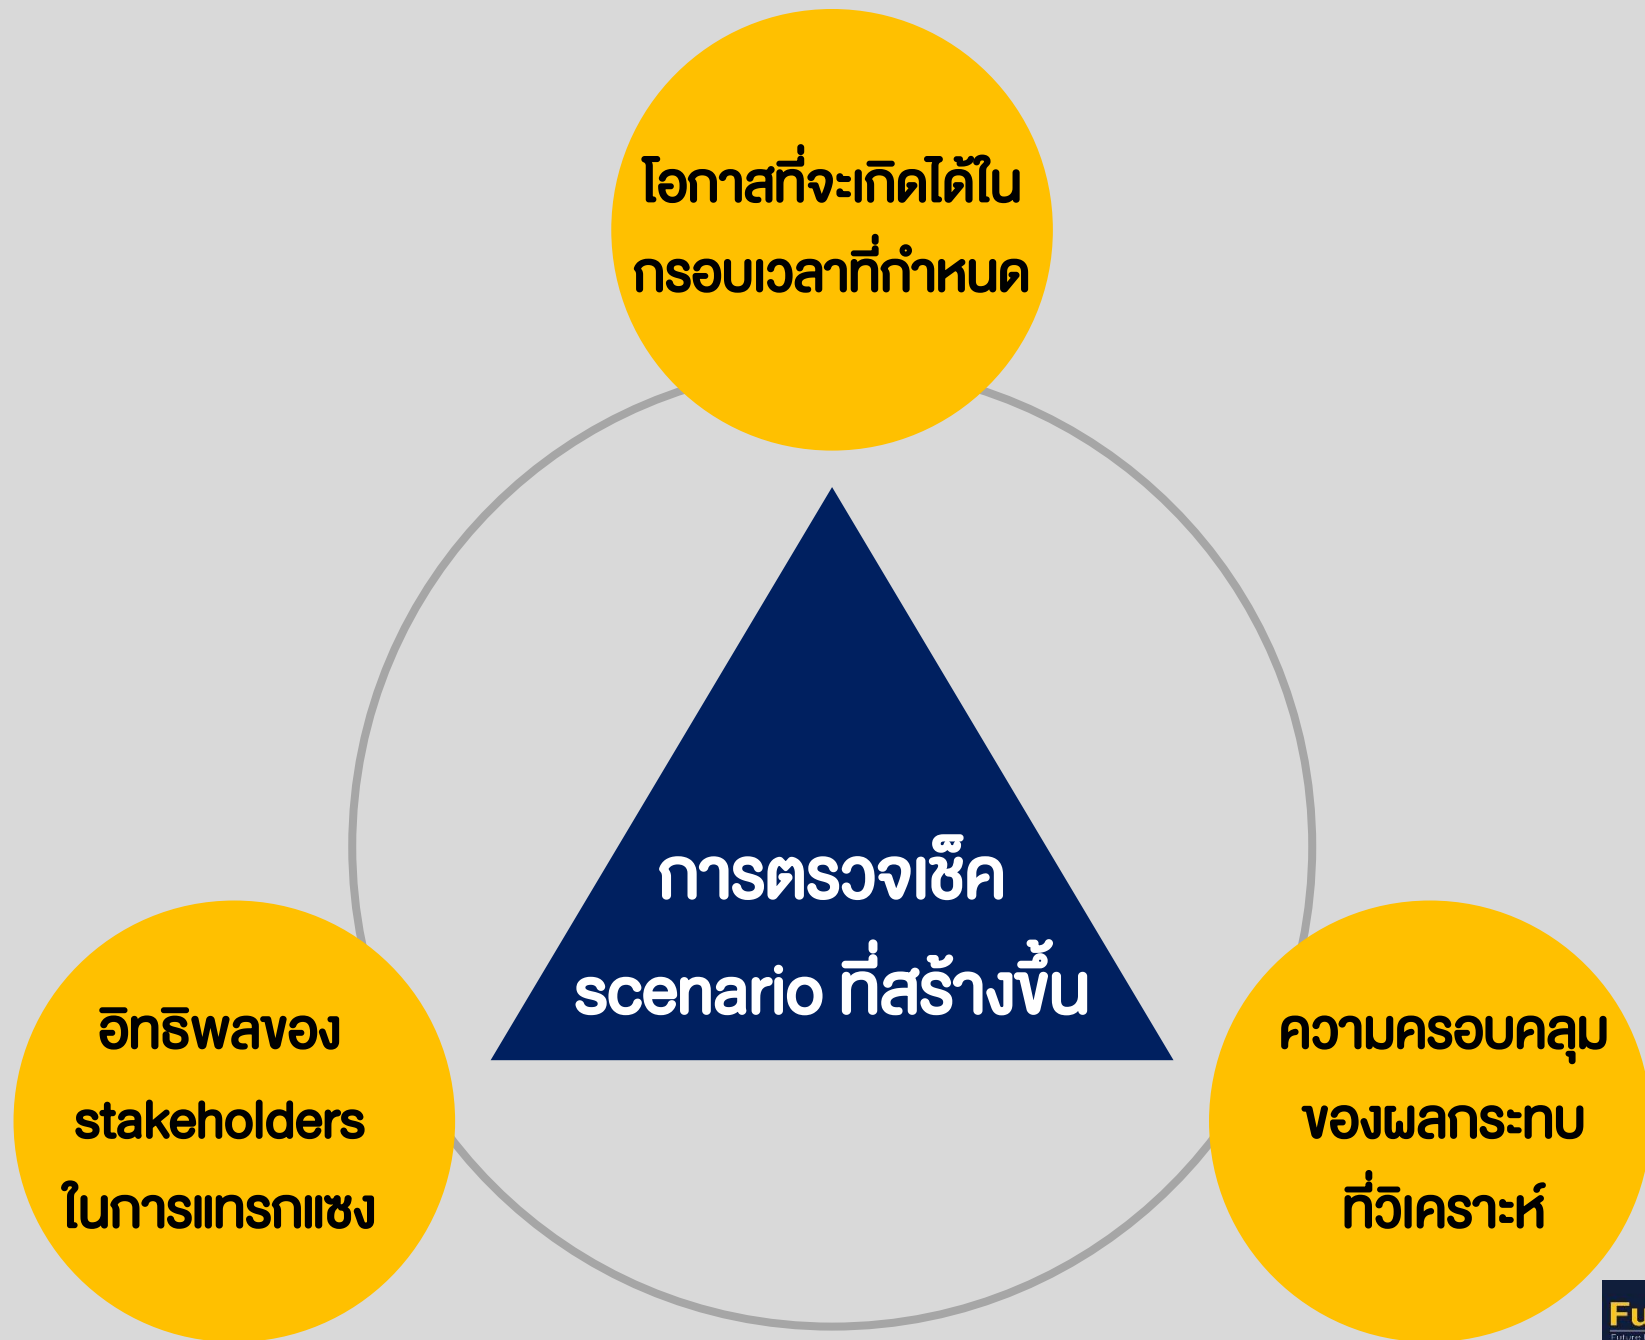 โอกาสที่จะเกิดได้ใน
กรอบเวลาที่กำหนด
การตรวจเช็ค
scenario ที่สร้างขึ้น
อิทธิพลของ
stakeholders
ในการแทรกแซง
ความครอบคลุม
ของผลกระทบ
ที่วิเคราะห์